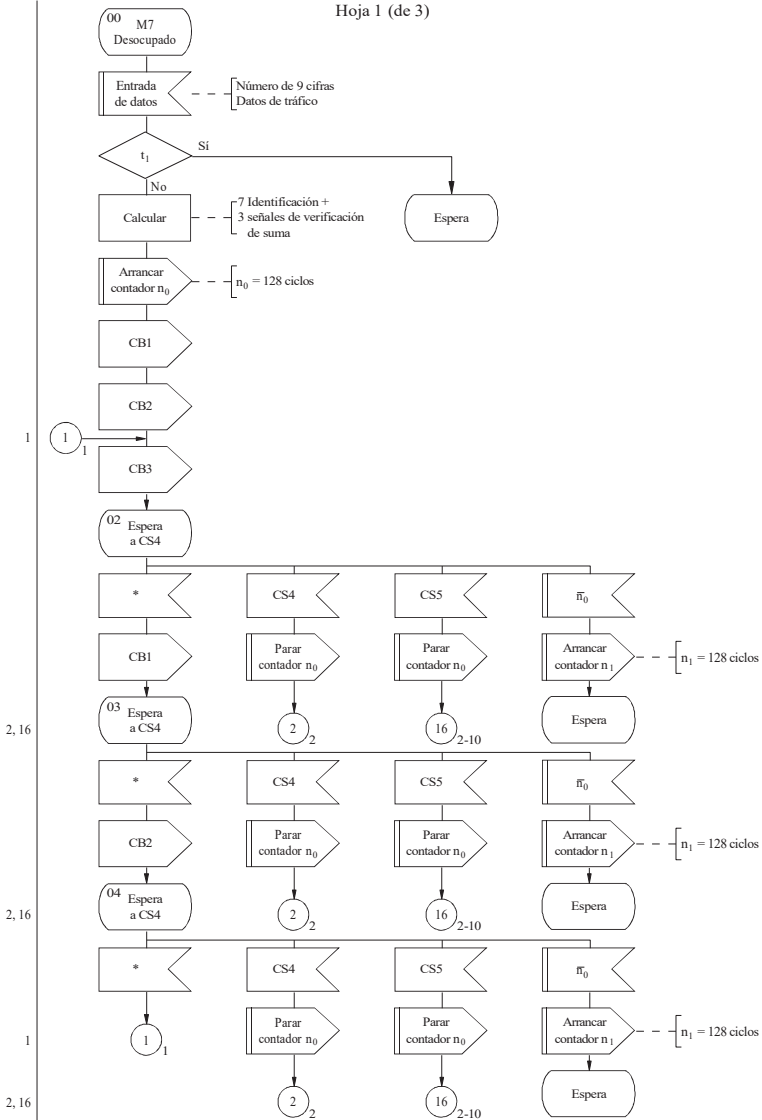 Hoja 1 (de 3)
00
M7
Desocupado
Entrada
de datos
Número de 9 cifras
Datos de tráfico
t1
Sí
No
Calcular
7 Identificación +
3 señales de verificación
de suma
Espera
Arrancar
contador n0
n0 = 128 ciclos
CB1
CB2
1
1
1
CB3
02
Espera
a CS4
*
CS4
CS5
n̅0
CB1
Parar
contador n0
Parar
contador n0
Arrancar
contador n1
n1 = 128 ciclos
2, 16
03
Espera
a CS4
2
2
16
2-10
Espera
*
CS4
CS5
n̅0
CB2
Parar
contador n0
Parar
contador n0
Arrancar
contador n1
n1 = 128 ciclos
2, 16
04
Espera
a CS4
2
2
16
2-10
Espera
*
CS4
CS5
n̅0
1
1
1
Parar
contador n0
Parar
contador n0
Arrancar
contador n1
n1 = 128 ciclos
2, 16
2
2
16
2-10
Espera